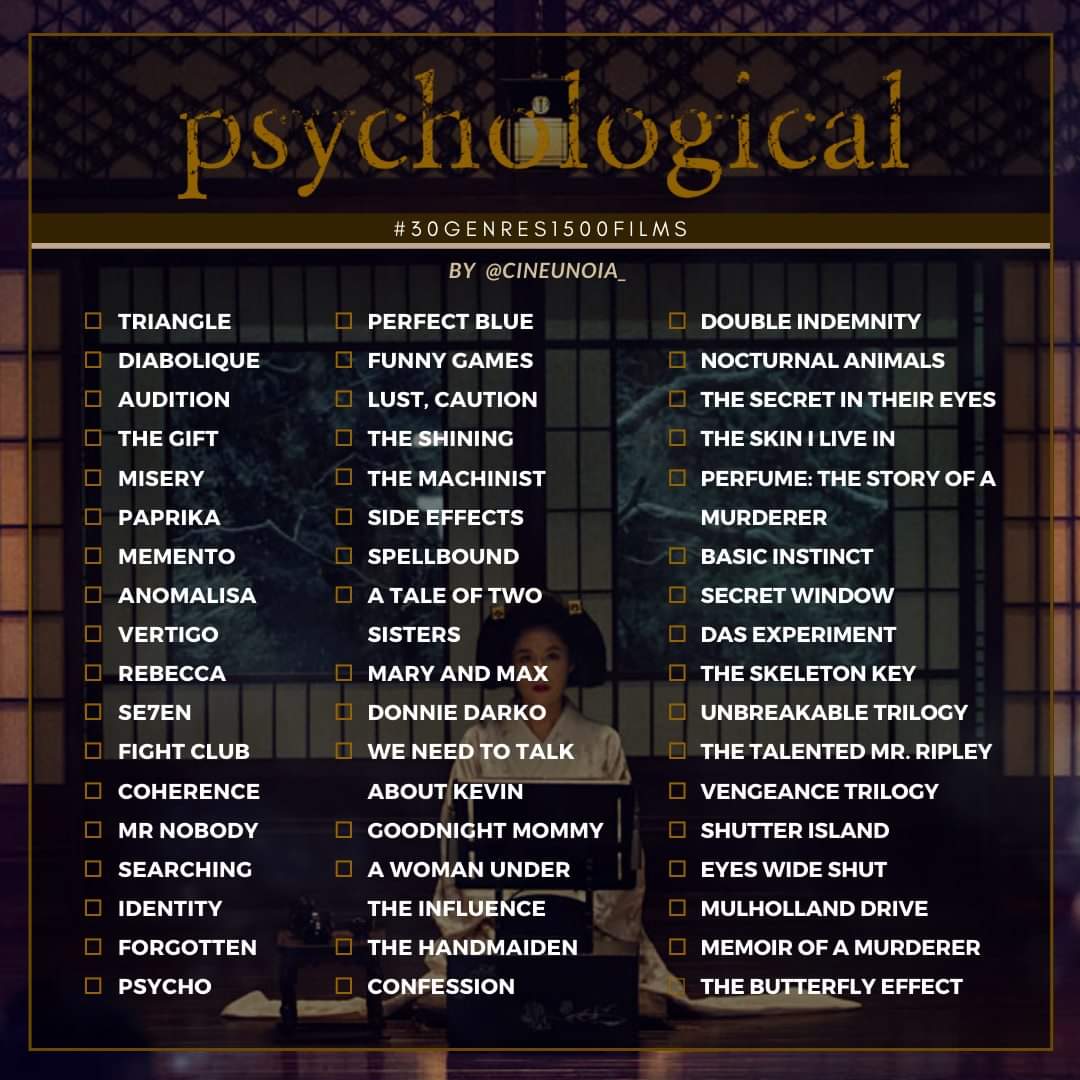 psychological
#30GENRES1500FILMS
BY @CINEUNOIA_
TRIANGLE
DIABOLIQUE
AUDITION
THE GIFT
MISERY
PAPRIKA
MEMENTO
ANOMALISA
VERTIGO
REBECCA
SE7EN
FIGHT CLUB
COHERENCE
MR NOBODY
SEARCHING
IDENTITY
FORGOTTEN
PSYCHO
PERFECT BLUE
FUNNY GAMES
LUST, CAUTION
THE SHINING
THE MACHINIST
SIDE EFFECTS
SPELLBOUND
A TALE OF TWO
SISTERS
MARY AND MAX
DONNIE DARKO
WE NEED TO TALK
ABOUT KEVIN
GOODNIGHT MOMMY
A WOMAN UNDER
THE INFLUENCE
THE HANDMAIDEN
CONFESSION
DOUBLE INDEMNITY
NOCTURNAL ANIMALS
THE SECRET IN THEIR EYES
THE SKIN I LIVE IN
PERFUME: THE STORY OF A
MURDERER
BASIC INSTINCT
SECRET WINDOW
DAS EXPERIMENT
THE SKELETON KEY
UNBREAKABLE TRILOGY
THE TALENTED MR. RIPLEY
VENGEANCE TRILOGY
SHUTTER ISLAND
EYES WIDE SHUT
MULHOLLAND DRIVE
MEMOIR OF A MURDERER
THE BUTTERFLY EFFECT